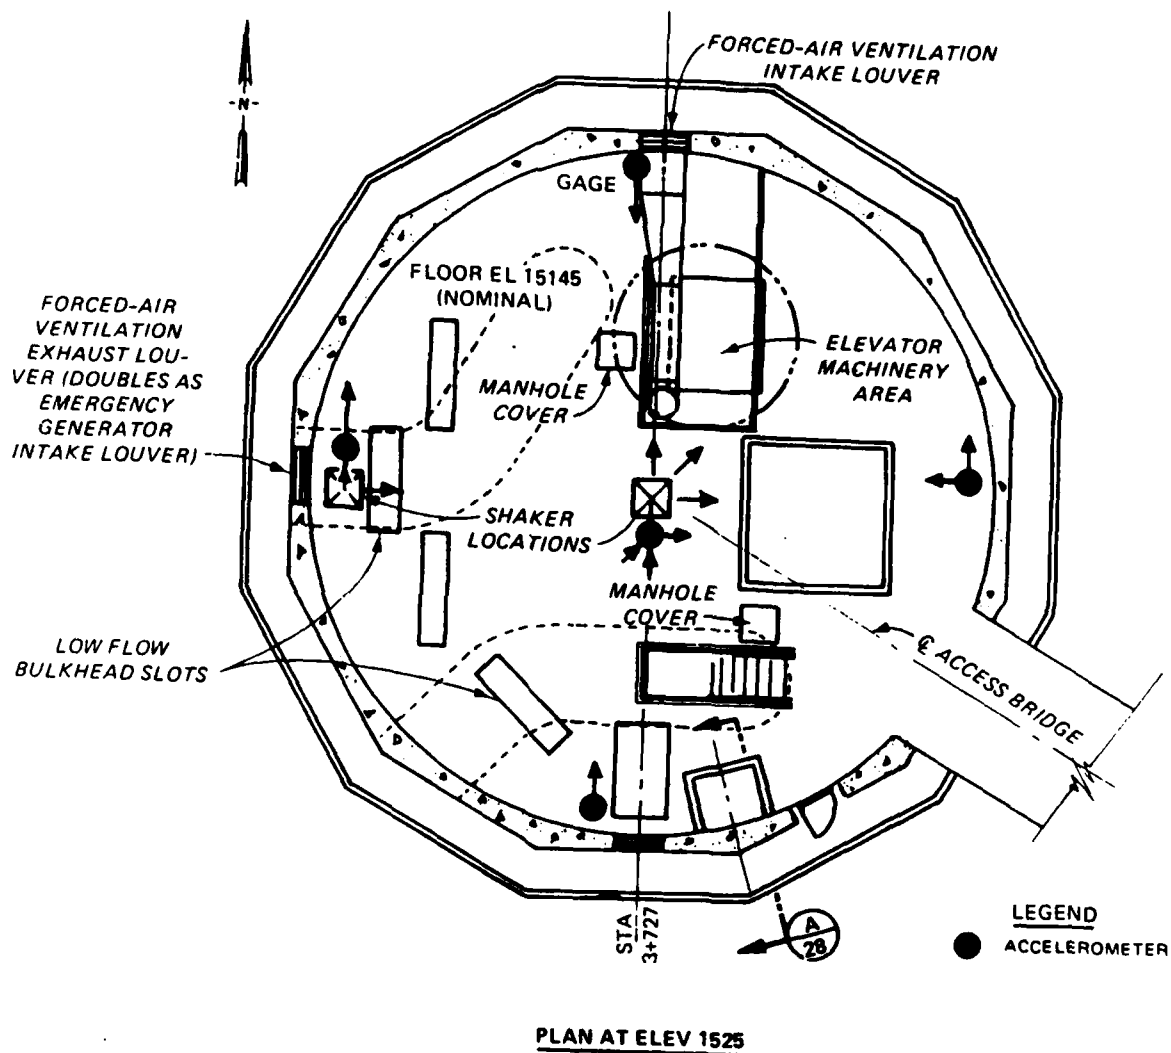 FORCED-AIR VENTILATION
INTAKE LOUVER
-N-
GAGE
FLOOR EL 15145
(NOMINAL)
FORCED-AIR
VENTILATION
EXHAUST LOU-
VER (DOUBLES AS
EMERGENCY
GENERATOR
INTAKE LOUVER)
MANHOLE
COVER
ELEVATOR
MACHINERY
AREA
SHAKER
LOCATIONS
MANHOLE
COVER
LOW FLOW
BULKHEAD SLOTS
℄ ACCESS BRIDGE
STA
3+727
A
28
LEGEND
ACCELEROMETER
PLAN AT ELEV 1525